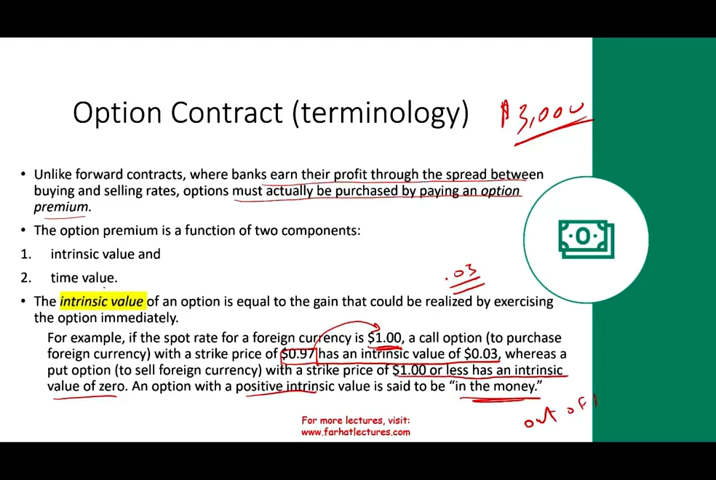 Option Contract (terminology)
$3,000
• Unlike forward contracts, where banks earn their profit through the spread between
buying and selling rates, options must actually be purchased by paying an option
premium.
• The option premium is a function of two components:
1. intrinsic value and
2. time value.
.03
• The intrinsic value of an option is equal to the gain that could be realized by exercising
the option immediately.
For example, if the spot rate for a foreign currency is $1.00, a call option (to purchase
foreign currency) with a strike price of $0.97 has an intrinsic value of $0.03, whereas a
put option (to sell foreign currency) with a strike price of $1.00 or less has an intrinsic
value of zero. An option with a positive intrinsic value is said to be “in the money.”
out of
For more lectures, visit:
www.farhatlectures.com